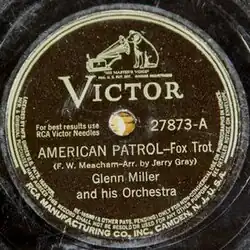 "HIS MASTER'S VOICE"
VICTOR
For best results use
RCA Victor Needles
27873-A
AMERICAN PATROL—Fox Trot
(F. W. Meacham—Arr. by Jerry Gray)
Glenn Miller
and his Orchestra
RCA MANUFACTURING CO., INC. CAMDEN, N. J., U. S. A.